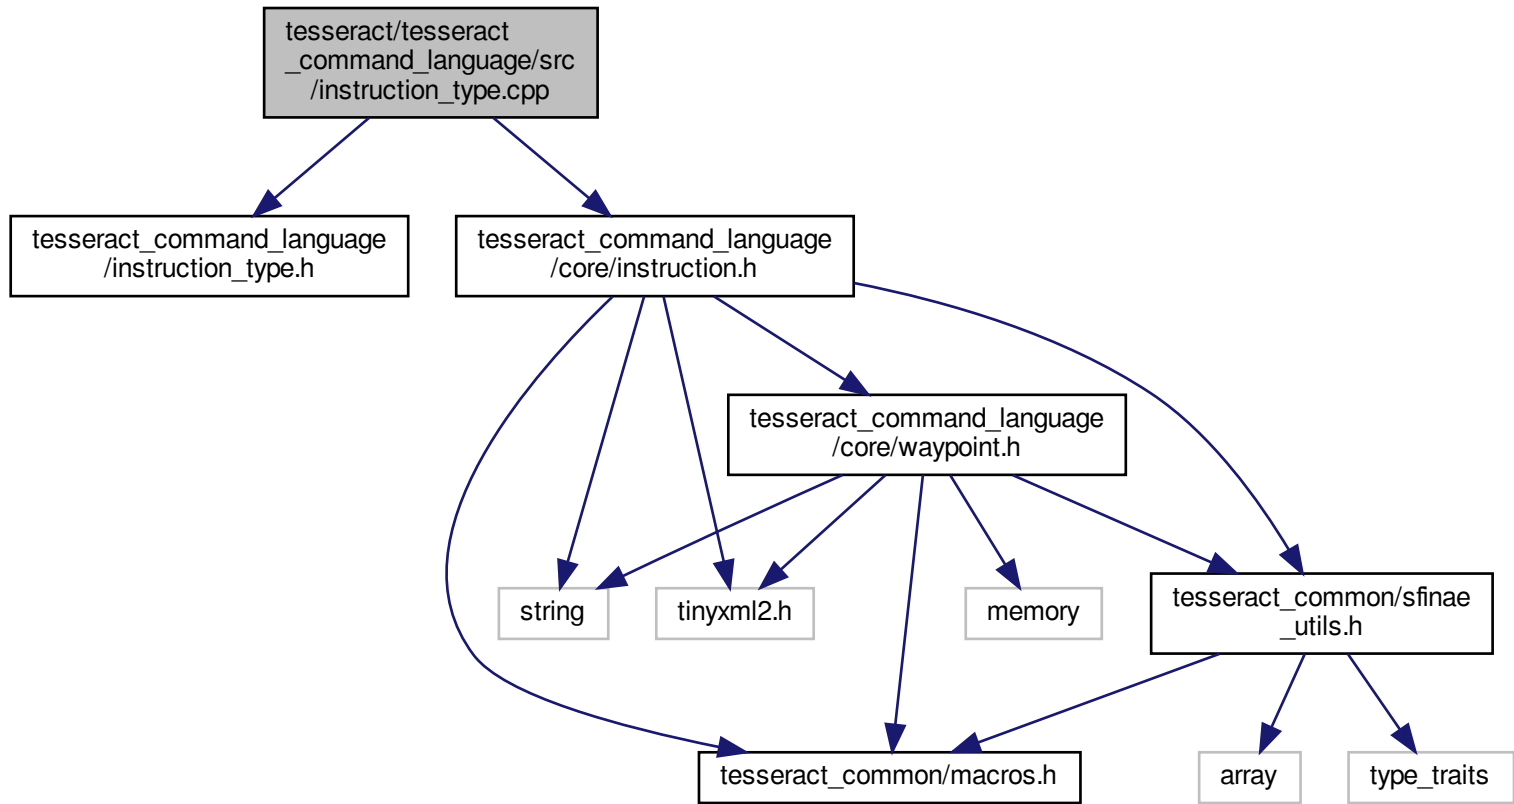 tesseract/tesseract
_command_language/src
/instruction_type.cpp
tesseract_command_language
/instruction_type.h
tesseract_command_language
/core/instruction.h
tesseract_command_language
/core/waypoint.h
string
tinyxml2.h
memory
tesseract_common/sfinae
_utils.h
tesseract_common/macros.h
array
type_traits